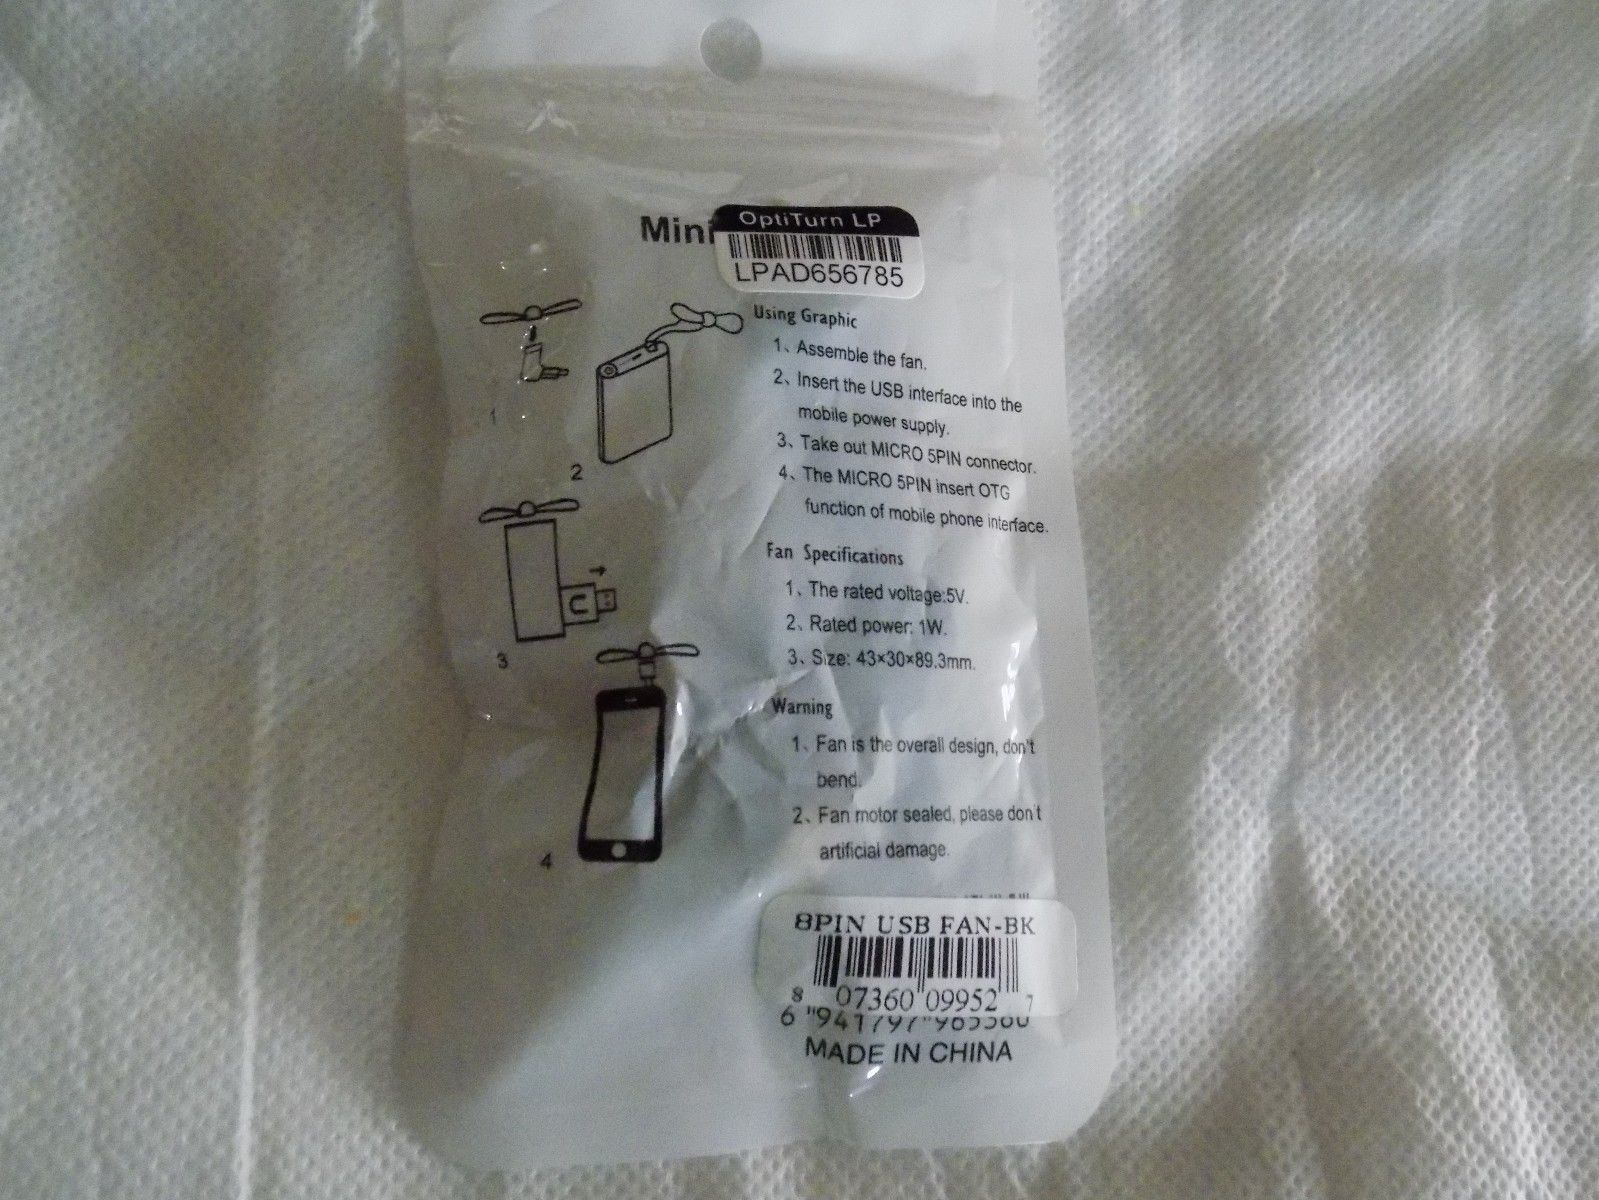 Mini
OptiTurn LP
LPAD656785
Using Graphic
1、Assemble the fan.
2、Insert the USB interface into the
mobile power supply.
3、Take out MICRO 5PIN connector.
4、The MICRO 5PIN insert OTG
function of mobile phone interface.
Fan Specifications
1、The rated voltage:5V.
2、Rated power: 1W.
3、Size: 43×30×89.3mm.
Warning
1、Fan is the overall design, don't
bend.
2、Fan motor sealed, please don't
artificial damage.
1
2
3
4
8PIN USB FAN-BK
8 07360 09952 7
MADE IN CHINA